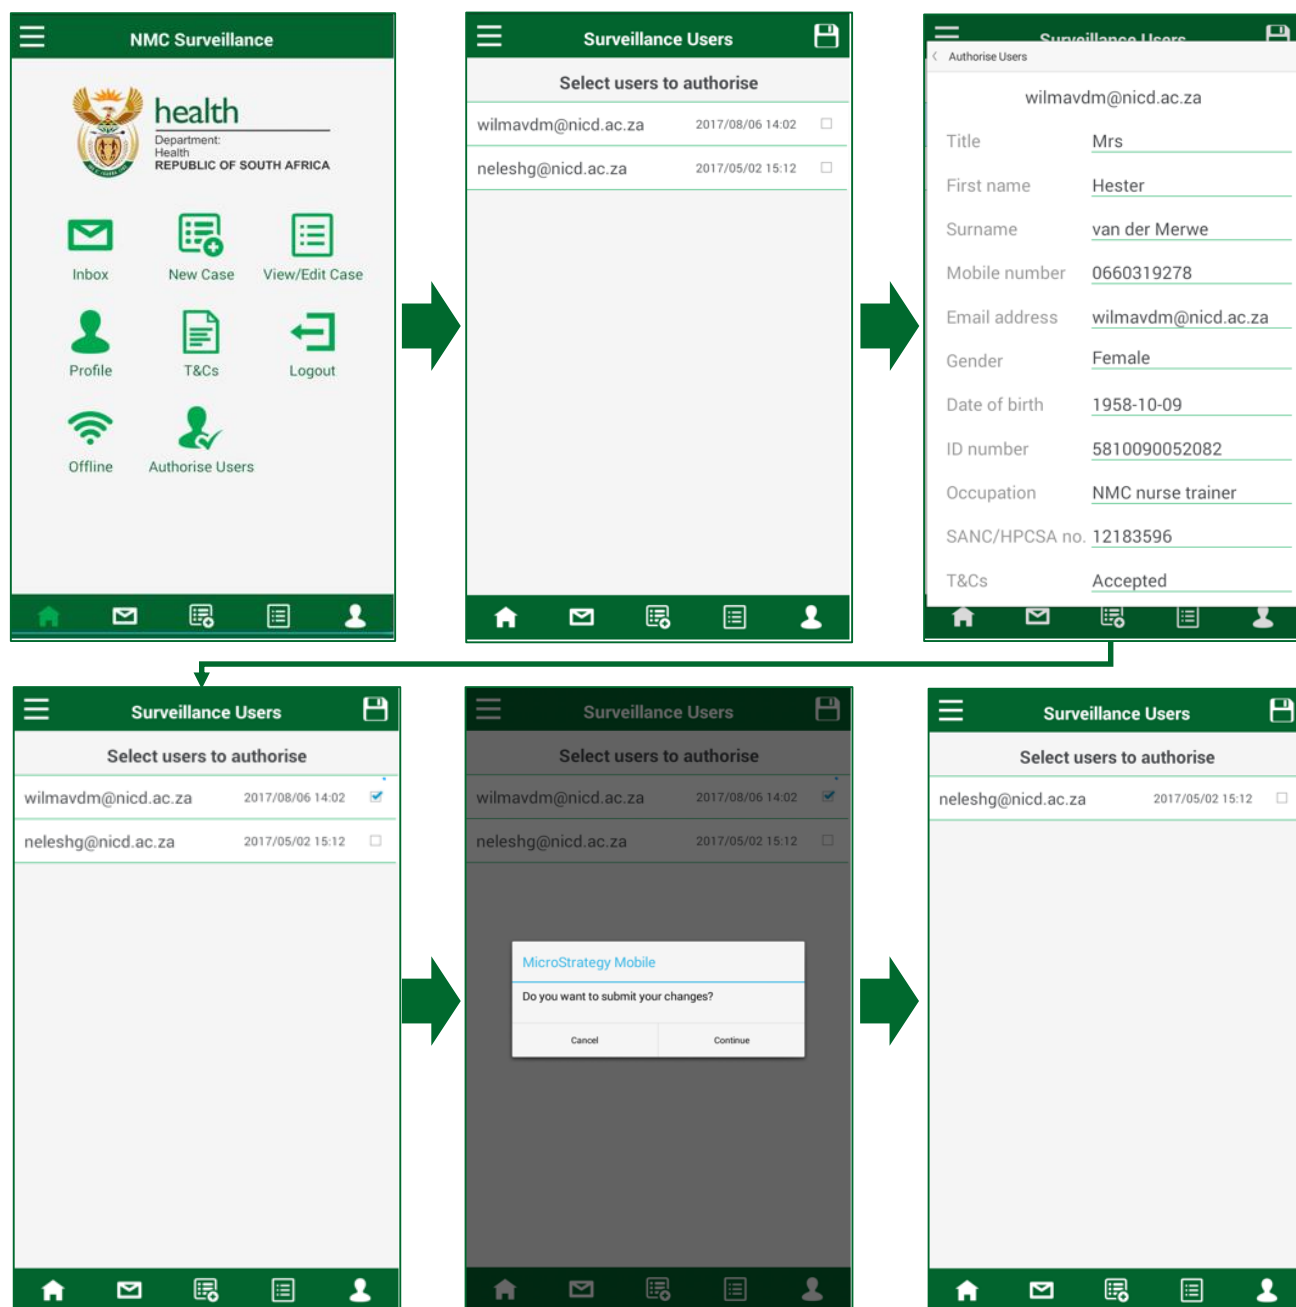 NMC Surveillance
health
Department:
Health
REPUBLIC OF SOUTH AFRICA
Inbox New Case View/Edit Case
Profile T&Cs Logout
Offline Authorise Users
Surveillance Users
Select users to authorise
wilmavdm@nicd.ac.za 2017/08/06 14:02
neleshg@nicd.ac.za 2017/05/02 15:12
Surveillance Users
Authorise Users
wilmavdm@nicd.ac.za
Title Mrs
First name Hester
Surname van der Merwe
Mobile number 0660319278
Email address wilmavdm@nicd.ac.za
Gender Female
Date of birth 1958-10-09
ID number 5810090052082
Occupation NMC nurse trainer
SANC/HPCSA no. 12183596
T&Cs Accepted
Surveillance Users
Select users to authorise
wilmavdm@nicd.ac.za 2017/08/06 14:02
neleshg@nicd.ac.za 2017/05/02 15:12
Surveillance Users
Select users to authorise
wilmavdm@nicd.ac.za 2017/08/06 14:02
neleshg@nicd.ac.za 2017/05/02 15:12
MicroStrategy Mobile
Do you want to submit your changes?
Cancel Continue
Surveillance Users
Select users to authorise
neleshg@nicd.ac.za 2017/05/02 15:12